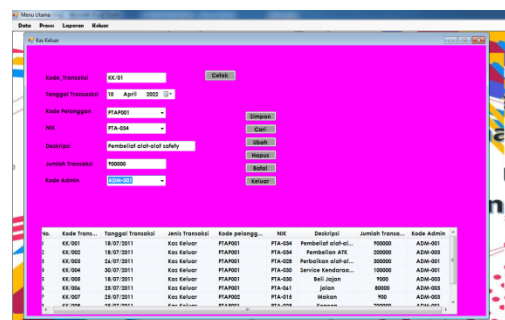 Menu Utama
Data Proses Laporan Keluar
Kas Keluar
Kode_Transaksi KK/01 Cetak
Tanggal Transaksi 10 April 2022
Kode Pelanggan PTAP001
Simpan
NIK PTA-034
Cari
Ubah
Deskripsi Pembeliat alat-alat safety
Hapus
Jumlah Transaksi 900000
Batal
Kode Admin ADM-001
Keluar
No. Kode Trans... Tanggal Transaksi Jenis Transaksi Kode pelangg... NIK Deskripsi Jumlah Transa... Kode Admin
KK/001 18/07/2011 Kas Keluar PTAP001 PTA-034 Pembeliat alat-al... 900000 ADM-001
KK/002 18/07/2011 Kas Keluar PTAP001 PTA-034 Pembelian ATK 200000 ADM-003
KK/003 26/07/2011 Kas Keluar PTAP001 PTA-028 Perbaikan alat-al... 300000 ADM-001
KK/004 30/07/2011 Kas Keluar PTAP001 PTA-030 Service Kendaraa... 100000 ADM-001
KK/005 18/07/2011 Kas Keluar PTAP001 PTA-030 Beli Jajan 9000 ADM-003
KK/006 28/07/2011 Kas Keluar PTAP001 PTA-041 jalan 80000 ADM-003
KK/007 25/07/2011 Kas Keluar PTAP002 PTA-015 Makan 900 ADM-003